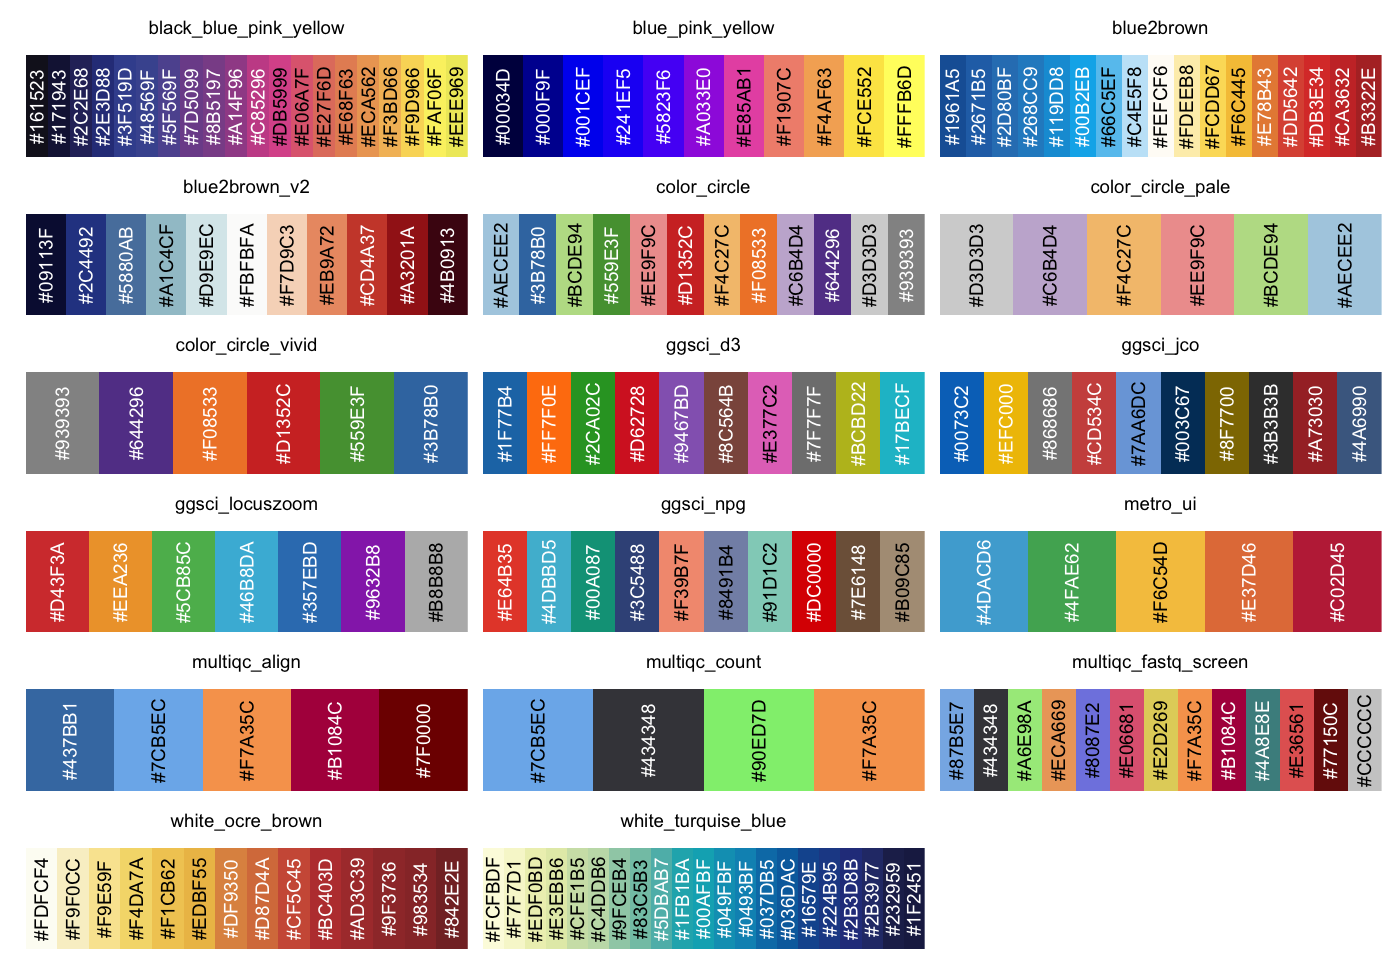 black_blue_pink_yellow
#161523
#171943
#2C2E68
#2E3D88
#3F519D
#48569F
#5F569F
#7D5099
#8B5197
#A14F96
#C85296
#DB5999
#E06A7F
#E27F6D
#E68F63
#ECA562
#F3BD66
#F9D966
#FAF06F
#EEE969
blue_pink_yellow
#00034D
#000F9F
#001CEF
#241EF5
#5823F6
#A033E0
#E85AB1
#F1907C
#F4AF63
#FCE552
#FFFB6D
blue2brown
#1961A5
#2671B5
#2D80BF
#268CC9
#119DD8
#00B2EB
#66C5EF
#C4E5F8
#FEFCF6
#FDEEB8
#FCDD67
#F6C445
#E78B43
#DD5642
#DB3E34
#CA3632
#B3322E
blue2brown_v2
#09113F
#2C4492
#5880AB
#A1C4CF
#D9E9EC
#FBFBFA
#F7D9C3
#EB9A72
#CD4A37
#A3201A
#4B0913
color_circle
#AECEE2
#3B78B0
#BCDE94
#559E3F
#EE9F9C
#D1352C
#F4C27C
#F08533
#C6B4D4
#644296
#D3D3D3
#939393
color_circle_pale
#D3D3D3
#C6B4D4
#F4C27C
#EE9F9C
#BCDE94
#AECEE2
color_circle_vivid
#939393
#644296
#F08533
#D1352C
#559E3F
#3B78B0
ggsci_d3
#1F77B4
#FF7F0E
#2CA02C
#D62728
#9467BD
#8C564B
#E377C2
#7F7F7F
#BCBD22
#17BECF
ggsci_jco
#0073C2
#EFC000
#868686
#CD534C
#7AA6DC
#003C67
#8F7700
#3B3B3B
#A73030
#4A6990
ggsci_locuszoom
#D43F3A
#EEA236
#5CB85C
#46B8DA
#357EBD
#9632B8
#B8B8B8
ggsci_npg
#E64B35
#4DBBD5
#00A087
#3C5488
#F39B7F
#8491B4
#91D1C2
#DC0000
#7E6148
#B09C85
metro_ui
#4DACD6
#4FAE62
#F6C54D
#E37D46
#C02D45
multiqc_align
#437BB1
#7CB5EC
#F7A35C
#B1084C
#7F0000
multiqc_count
#7CB5EC
#434348
#90ED7D
#F7A35C
multiqc_fastq_screen
#87B5E7
#434348
#A6E98A
#ECA669
#8087E2
#E06681
#E2D269
#F7A35C
#B1084C
#4A8E8E
#E36561
#77150C
#CCCCCC
white_ocre_brown
#FDFCF4
#F9F0CC
#F9E59F
#F4DA7A
#F1CB62
#EDBF55
#DF9350
#D87D4A
#CF5C45
#BC403D
#AD3C39
#9F3736
#983534
#842E2E
white_turquise_blue
#FCFBDF
#F7F7D1
#EDF0BD
#E3EBB6
#CFE1B5
#C4DDB6
#9FCEB4
#83C5B3
#5DBAB7
#1FB1BA
#00AFBF
#049FBF
#0493BF
#037DB5
#036DAC
#16579E
#224B95
#2B3D8B
#2B3977
#232959
#1F2451